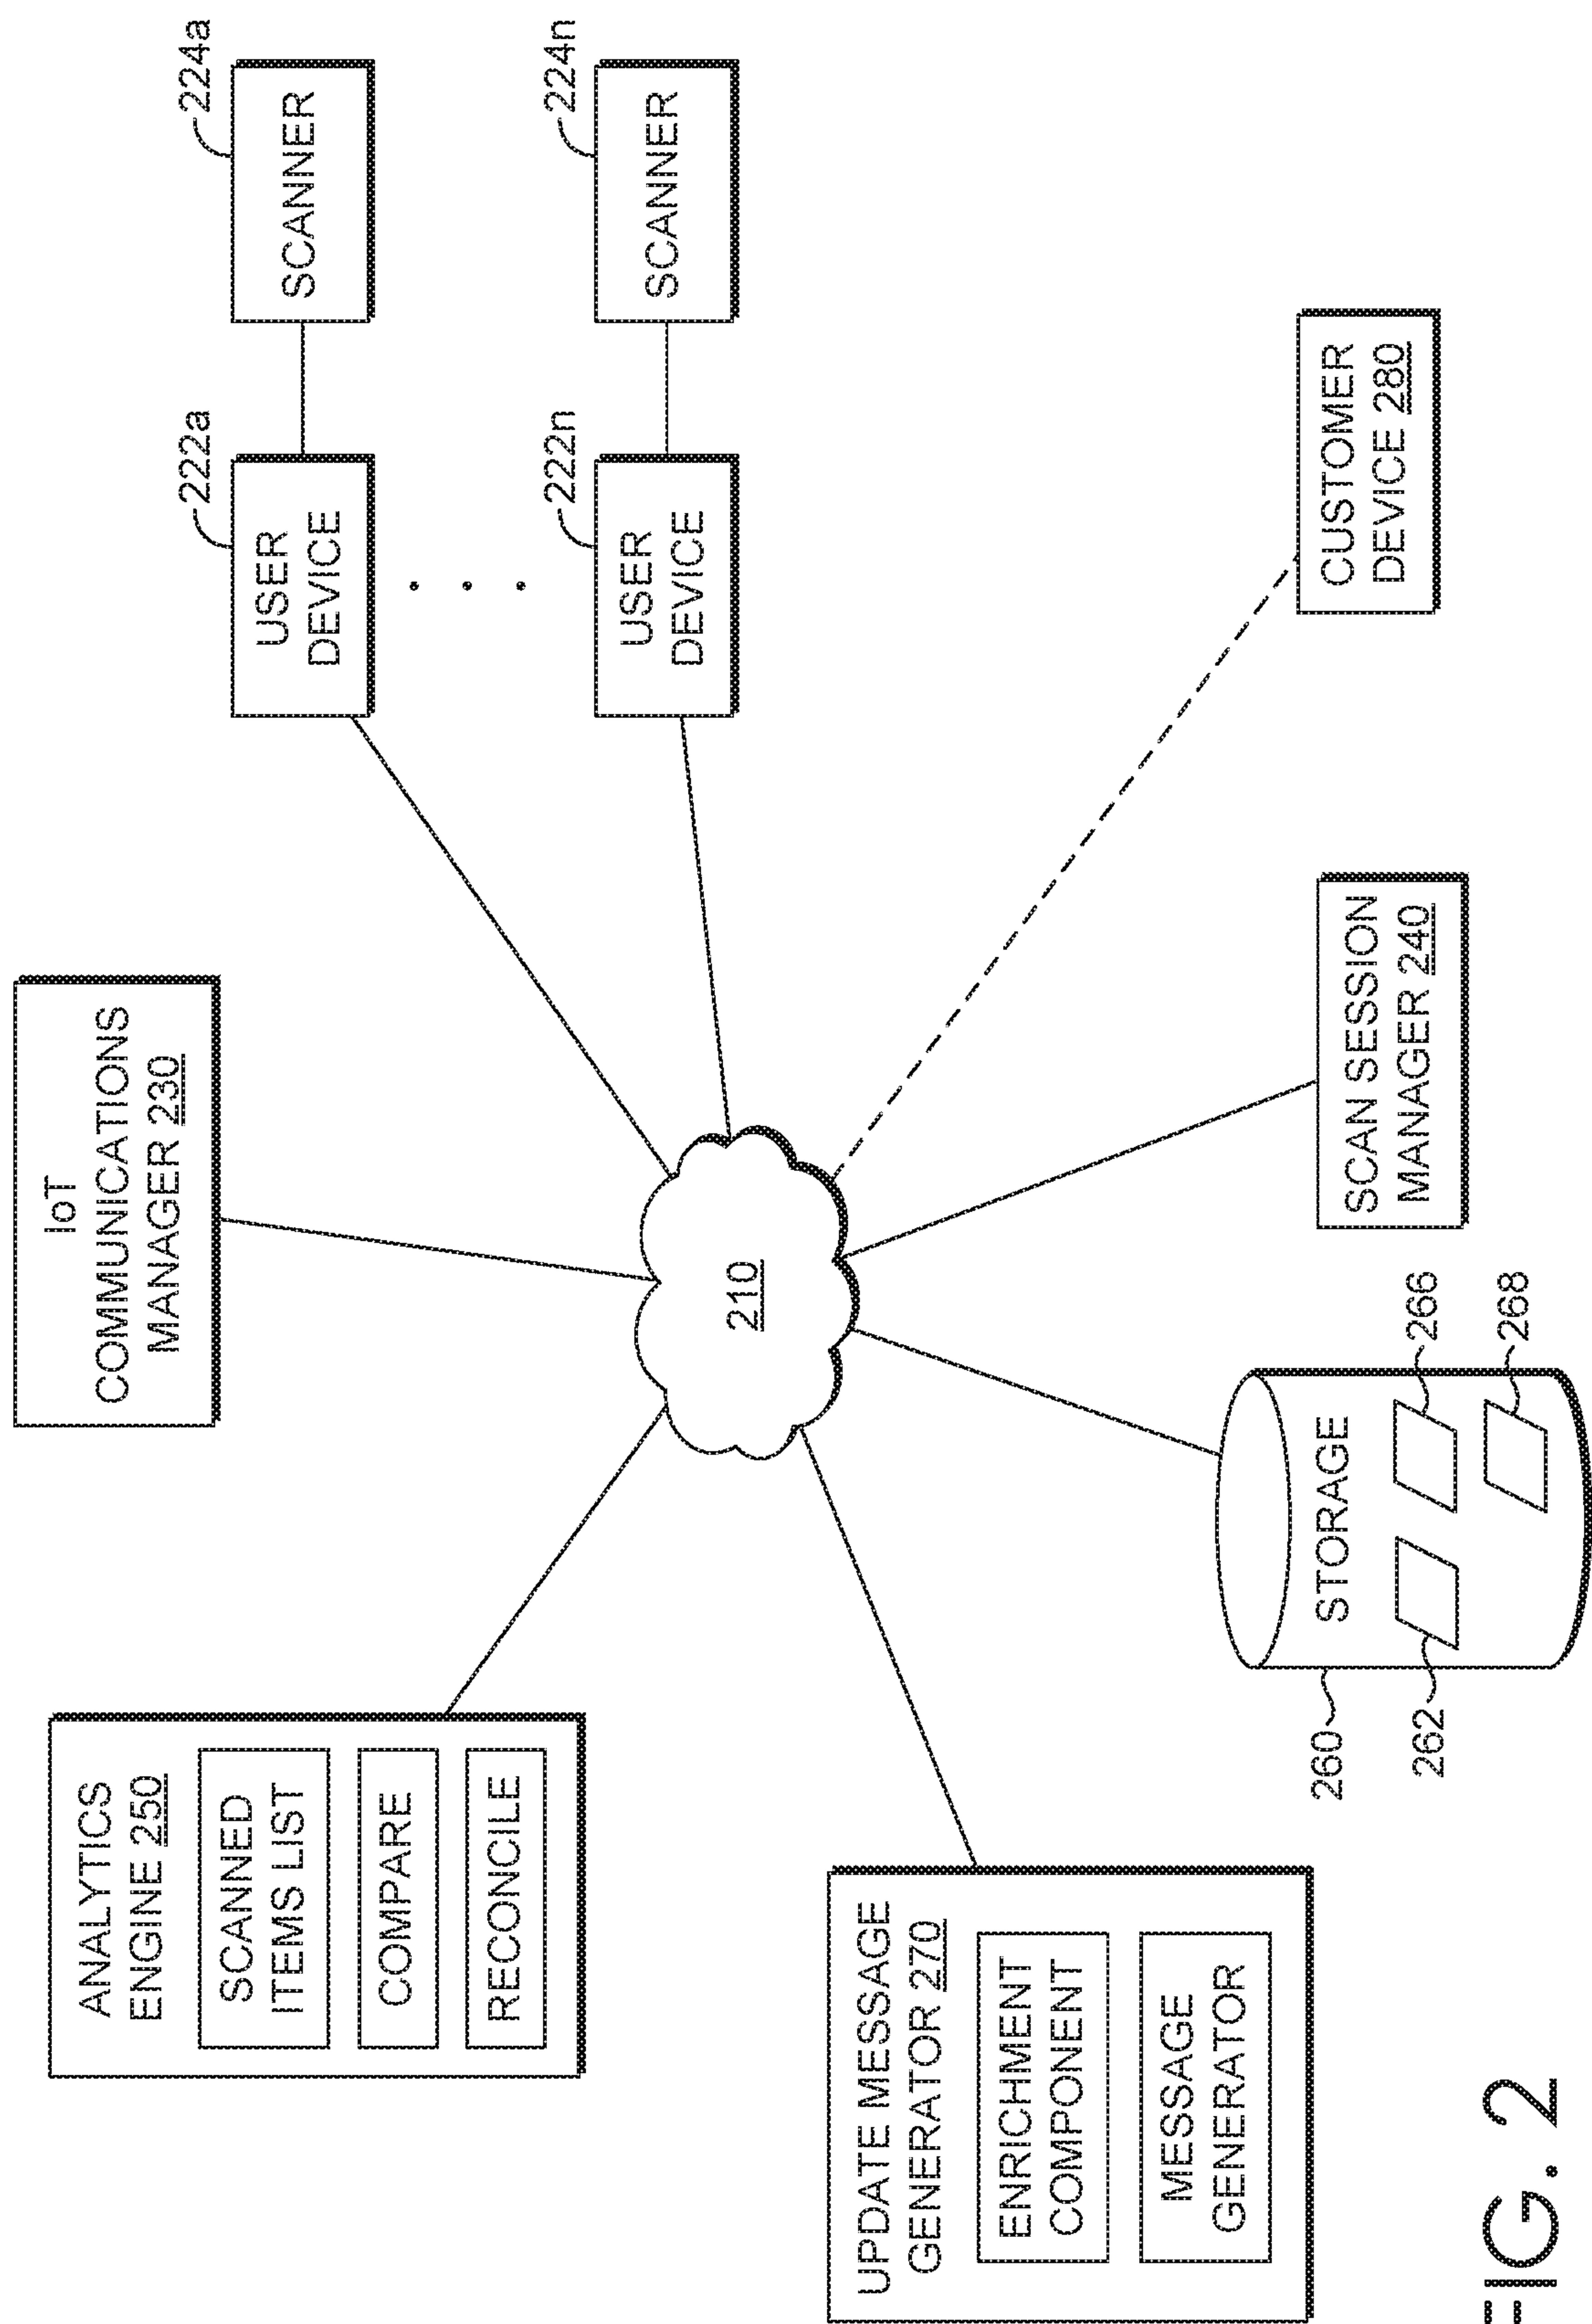 ANALYTICS
ENGINE 250
SCANNED
ITEMS LIST
COMPARE
RECONCILE
IoT
COMMUNICATIONS
MANAGER 230
222a
USER
DEVICE
224a
SCANNER
. . .
222n
USER
DEVICE
224n
SCANNER
210
UPDATE MESSAGE
GENERATOR 270
ENRICHMENT
COMPONENT
MESSAGE
GENERATOR
260
STORAGE
262
266
268
SCAN SESSION
MANAGER 240
CUSTOMER
DEVICE 280
FIG. 2